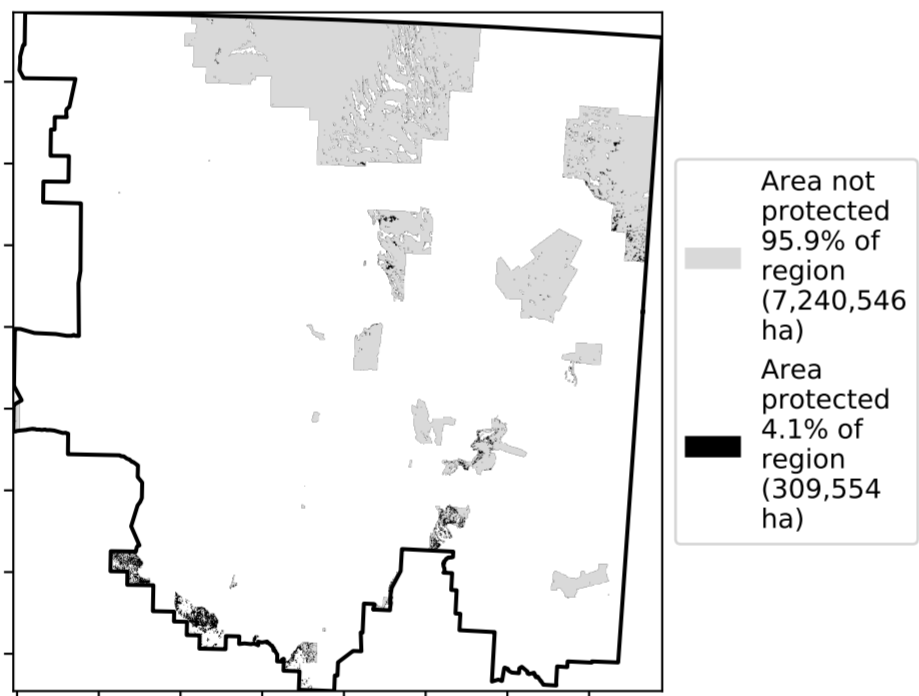 Area not
protected
95.9% of
region
(7,240,546
ha)
Area
protected
4.1% of
region
(309,554
ha)